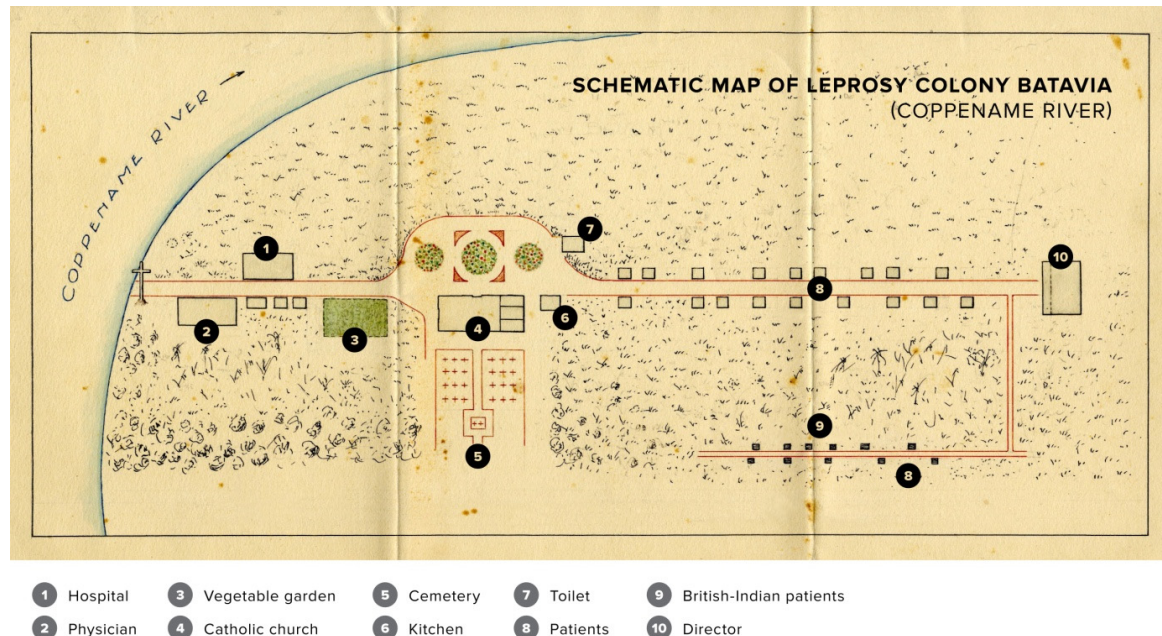 SCHEMATIC MAP OF LEPROSY COLONY BATAVIA
(COPPENAME RIVER)
COPPENAME RIVER
1
7
10
8
2
3
4
6
9
5
8
1 Hospital
3 Vegetable garden
5 Cemetery
7 Toilet
9 British-Indian patients
2 Physician
4 Catholic church
6 Kitchen
8 Patients
10 Director